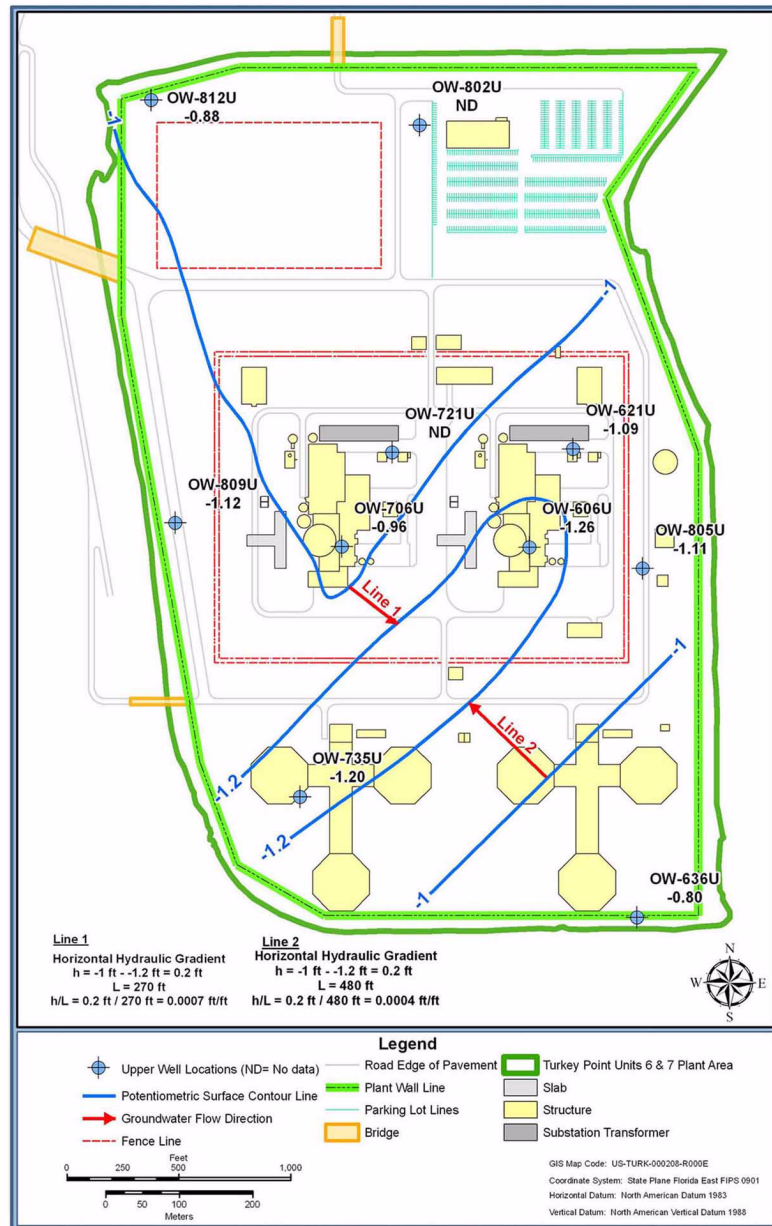 OW-812U
-0.88
OW-802U
ND
-1
-1
OW-721U
ND
OW-621U
-1.09
OW-809U
-1.12
OW-706U
-0.96
OW-606U
-1.26
OW-805U
-1.11
Line 1
-1
Line 2
OW-735U
-1.20
-1.2
-1.2
-1
OW-636U
-0.80
Line 1
Horizontal Hydraulic Gradient
h = -1 ft - -1.2 ft = 0.2 ft
L = 270 ft
h/L = 0.2 ft / 270 ft = 0.0007 ft/ft
Line 2
Horizontal Hydraulic Gradient
h = -1 ft - -1.2 ft = 0.2 ft
L = 480 ft
h/L = 0.2 ft / 480 ft = 0.0004 ft/ft
N
W E
S
Legend
Upper Well Locations (ND= No data)
Potentiometric Surface Contour Line
Groundwater Flow Direction
Fence Line
Road Edge of Pavement
Plant Wall Line
Parking Lot Lines
Bridge
Turkey Point Units 6 & 7 Plant Area
Slab
Structure
Substation Transformer
Feet
0 250 500 1,000
0 50 100 200
Meters
GIS Map Code: US-TURK-000208-R000E
Coordinate System: State Plane Florida East FIPS 0901
Horizontal Datum: North American Datum 1983
Vertical Datum: North American Vertical Datum 1988